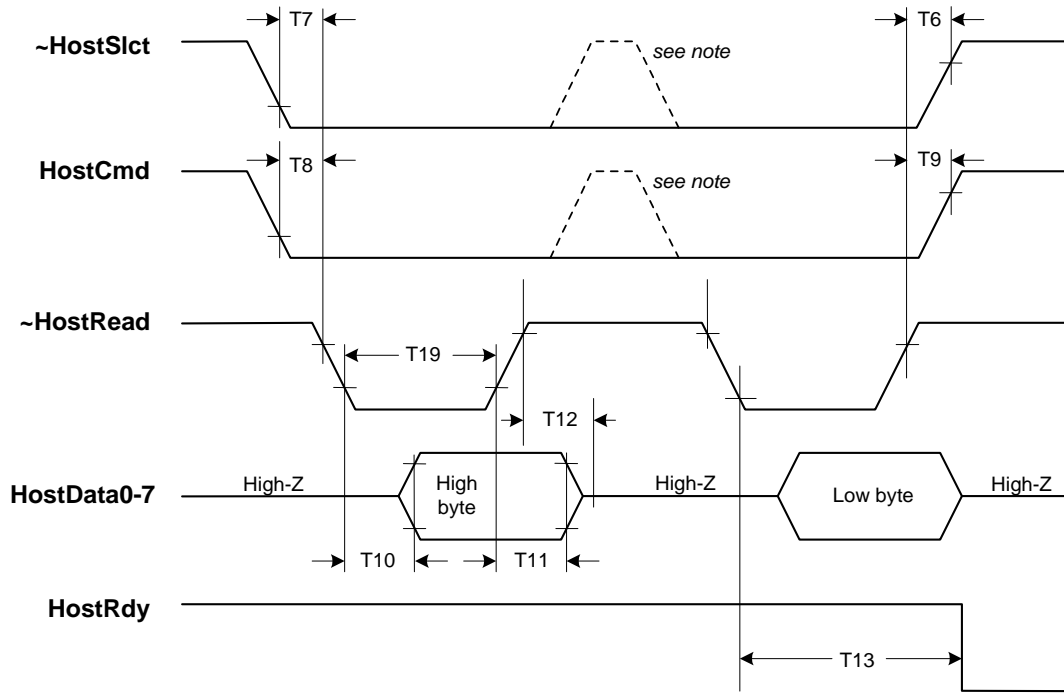 T7
T6
~HostSlct
see note
T8
T9
HostCmd
see note
~HostRead
T19
T12
HostData0-7
High-Z
High
byte
High-Z
Low byte
High-Z
T10
T11
HostRdy
T13